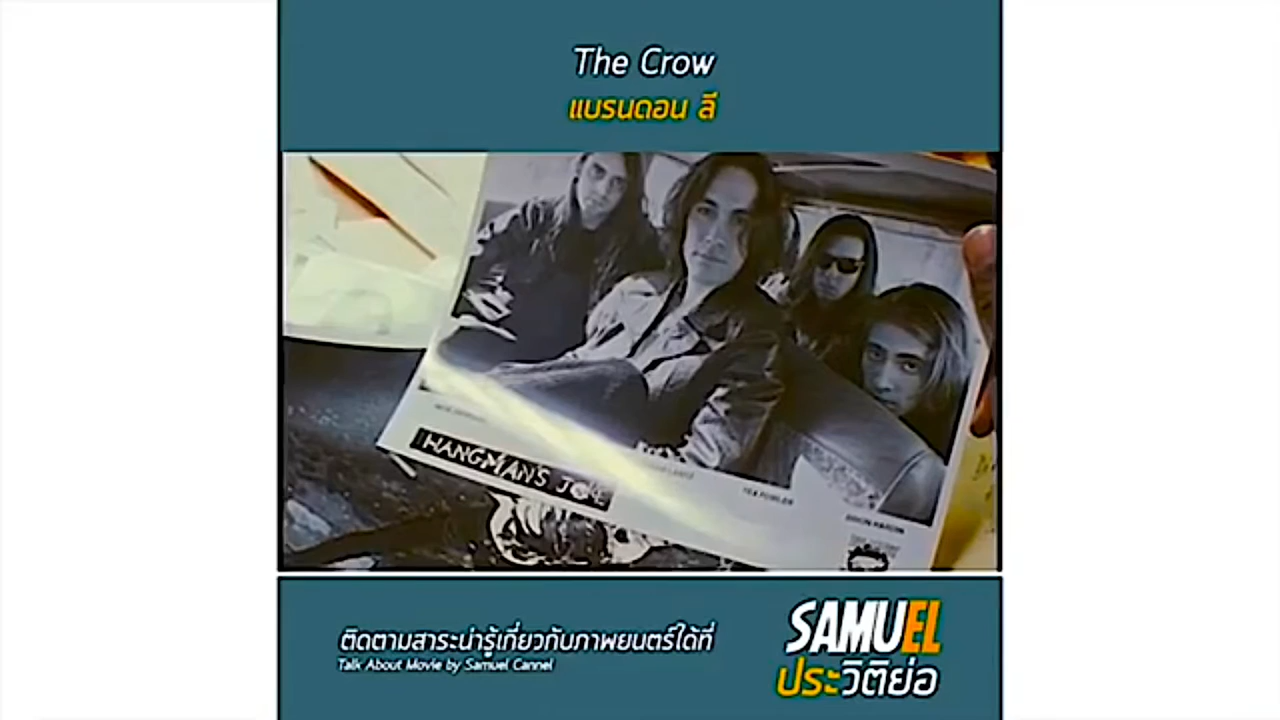 The Crow
แบรนดอน ลี
HANGMAN'S JOE
ติดตามสาระน่ารู้เกี่ยวกับภาพยนตร์ได้ที่
Talk About Movie by Samuel Cannel
SAMUEL
ประวิติย่อ